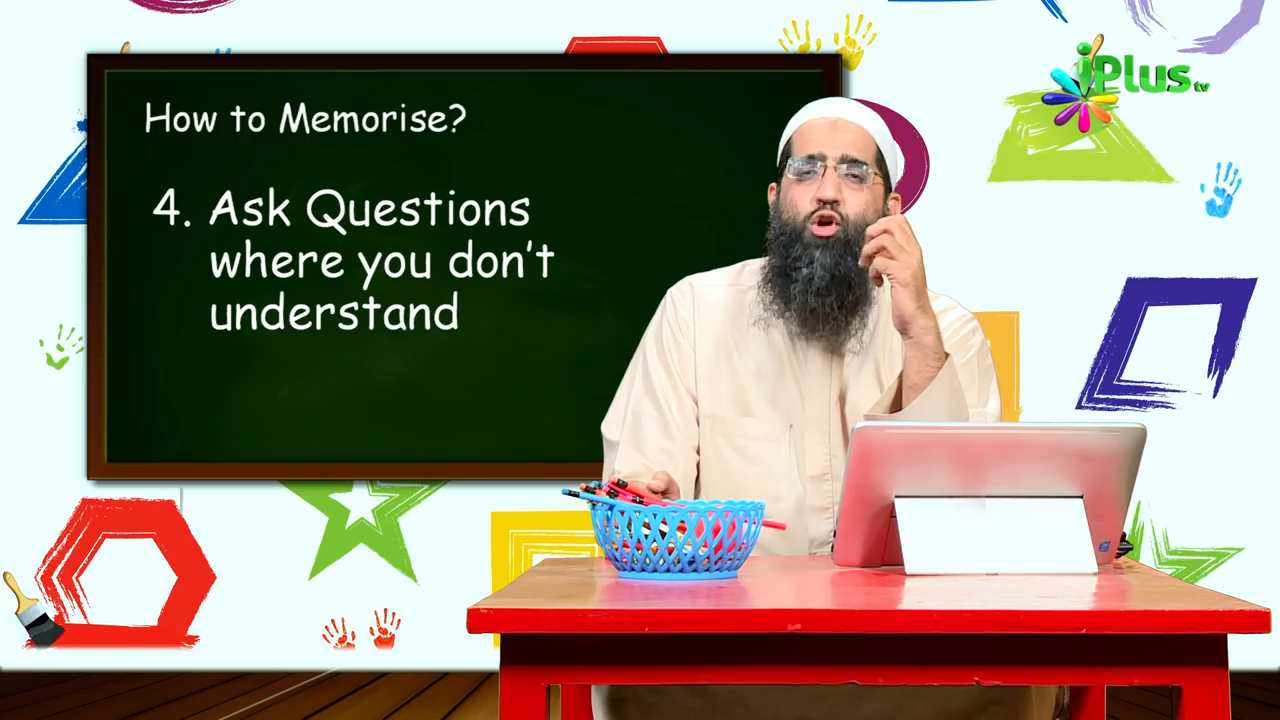 iPlus tv
How to Memorise?
4. Ask Questions
where you don't
understand